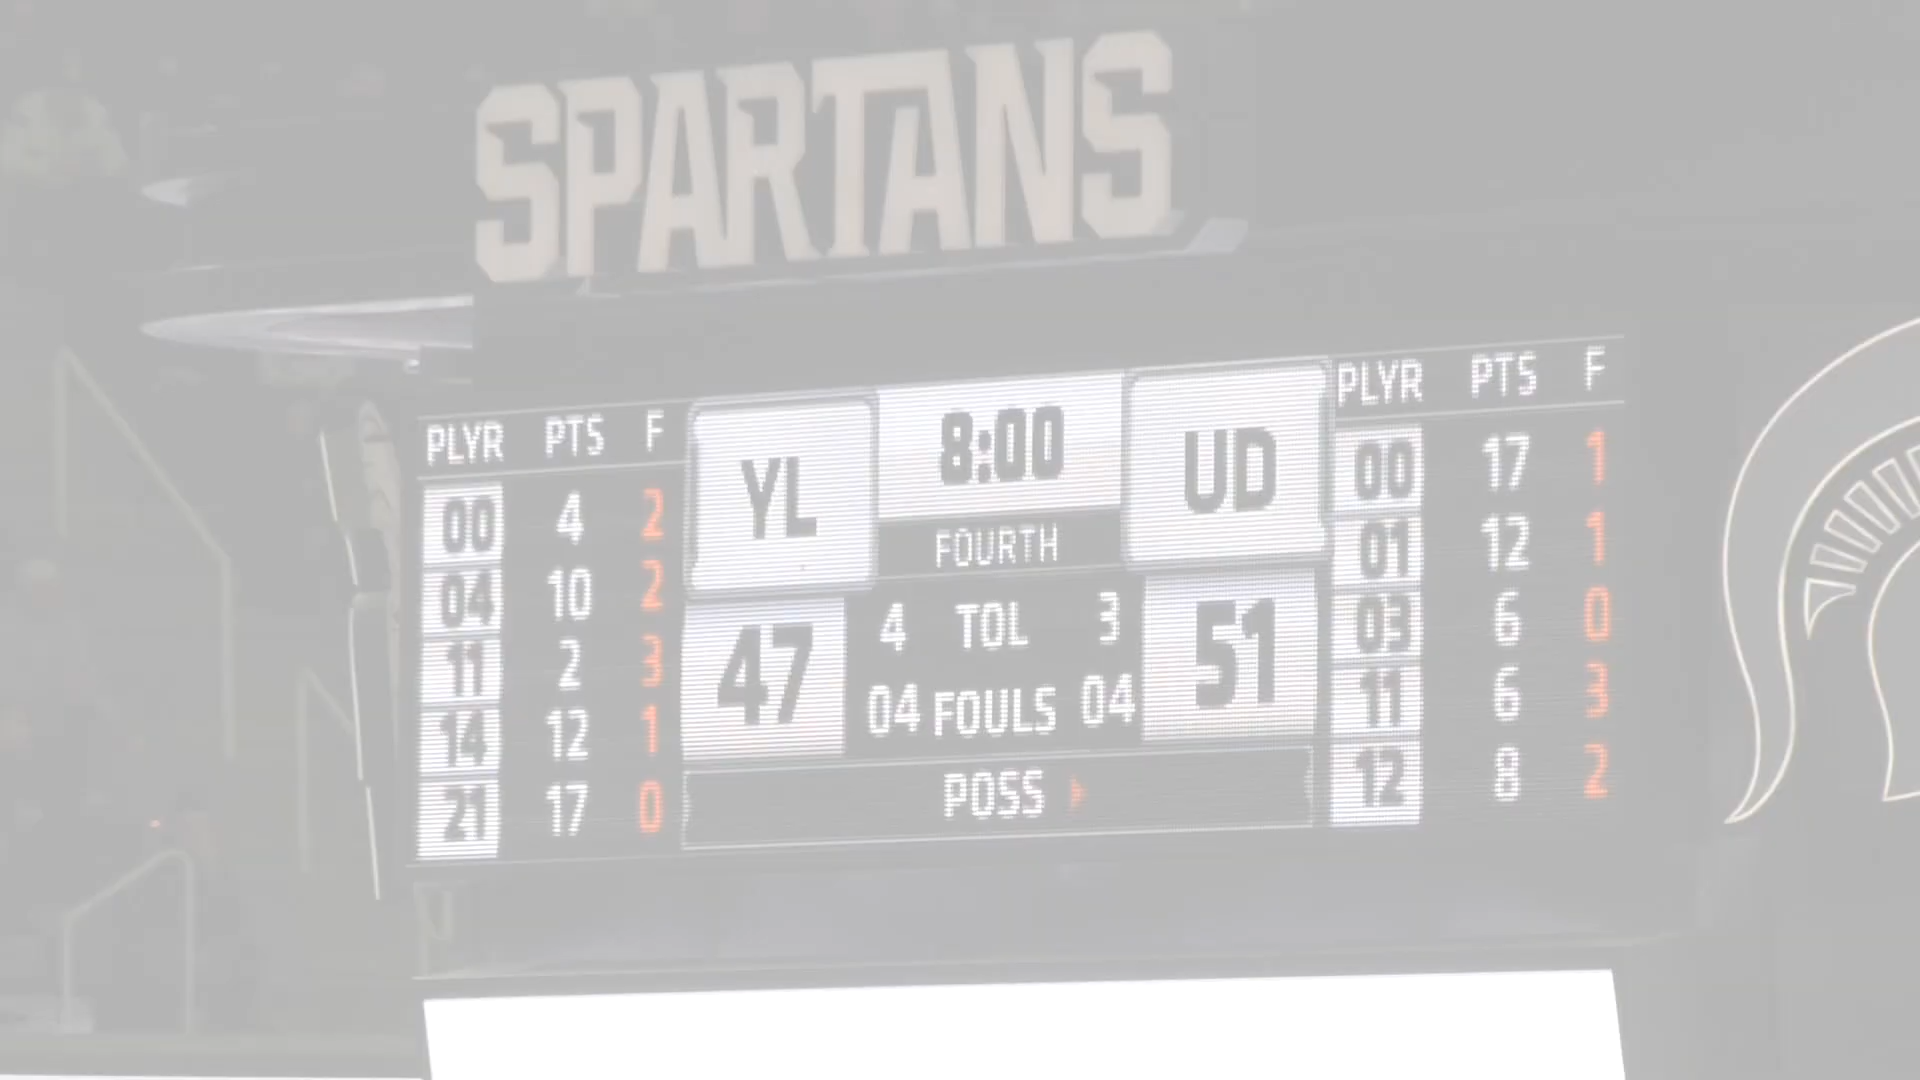 SPARTANS
PLYR PTS F
00 4 2
04 10 2
11 2 3
14 12 1
21 17 0
YL 8:00 UD
FOURTH
47 4 TOL 3 51
04 FOULS 04
POSS
PLYR PTS F
00 17 1
01 12 1
03 6 0
11 6 3
12 8 2